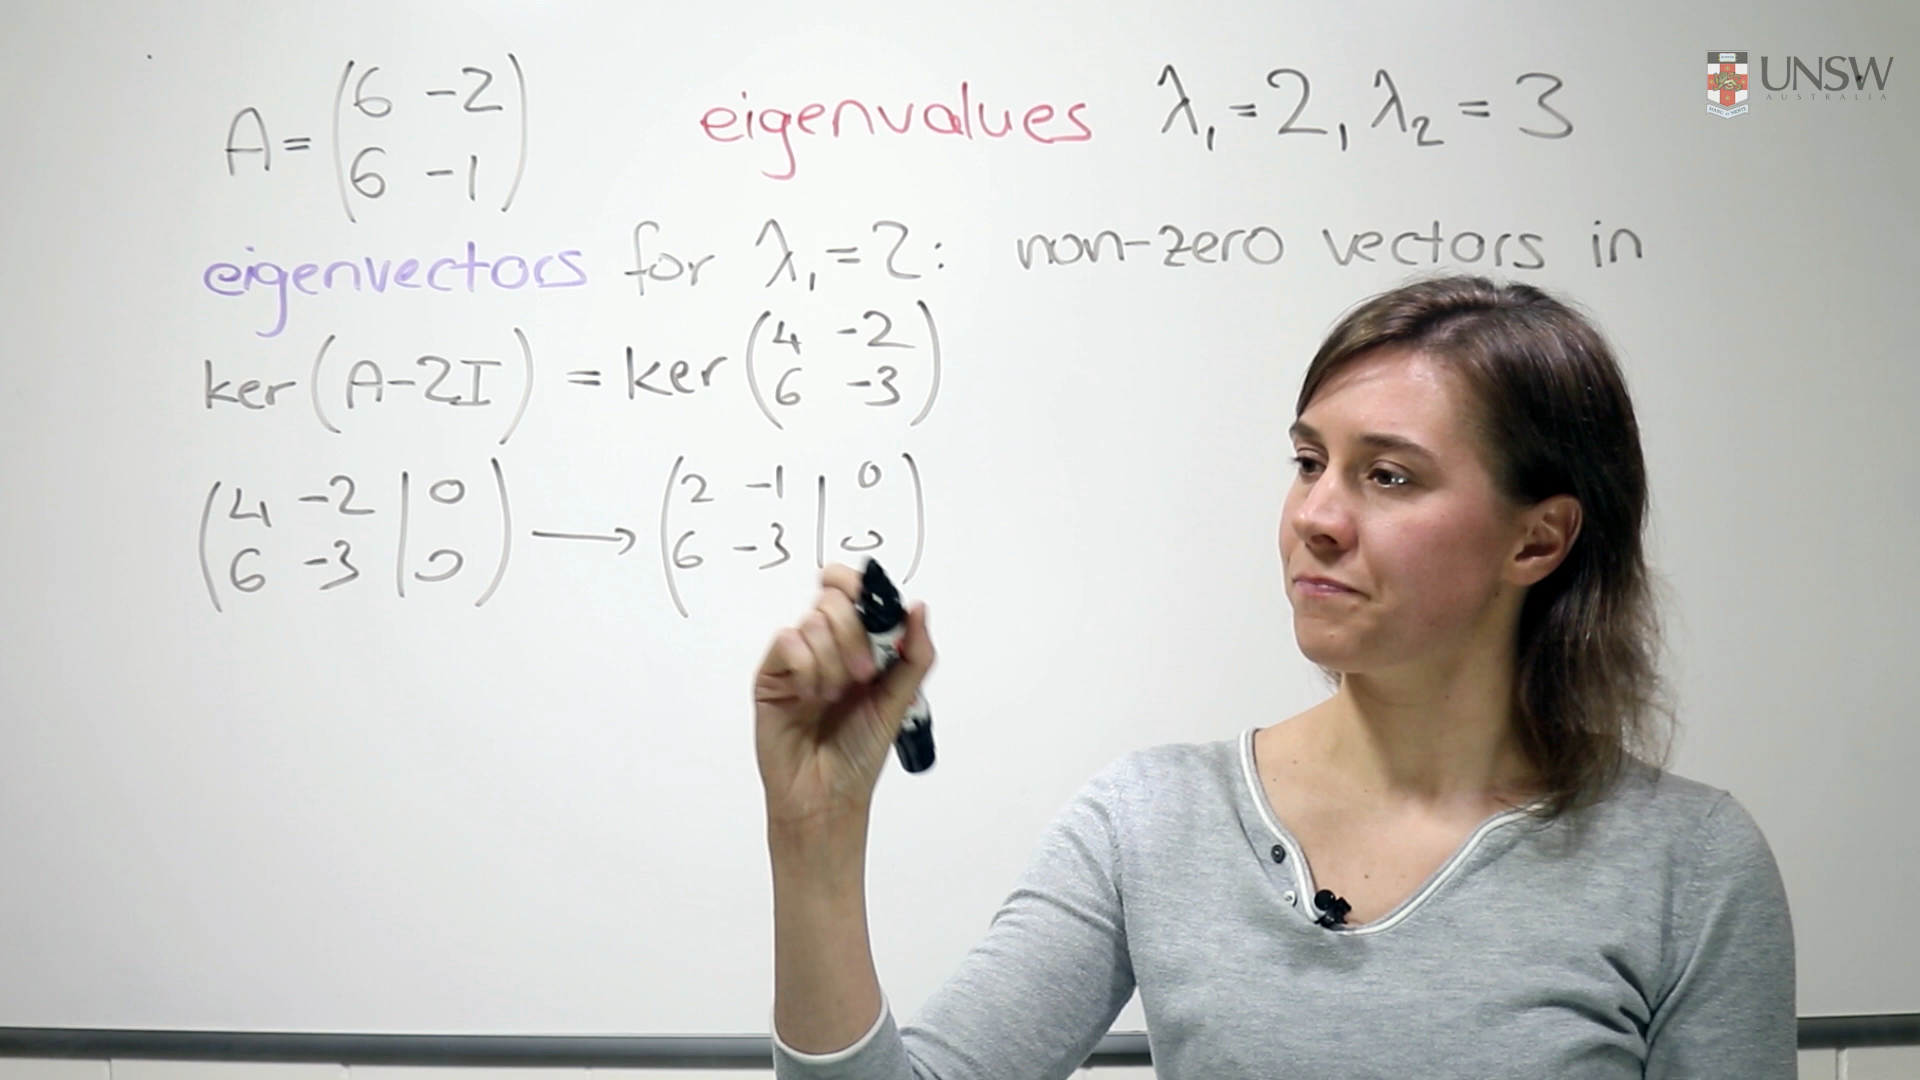 A = (6 -2
6 -1)
eigenvalues λ₁ = 2, λ₂ = 3
UNSW
AUSTRALIA
eigenvectors for λ₁ = 2: non-zero vectors in
ker (A-2I) = ker (4 -2
6 -3)
(4 -2 | 0
6 -3 | 0) → (2 -1 | 0
6 -3 | 0)